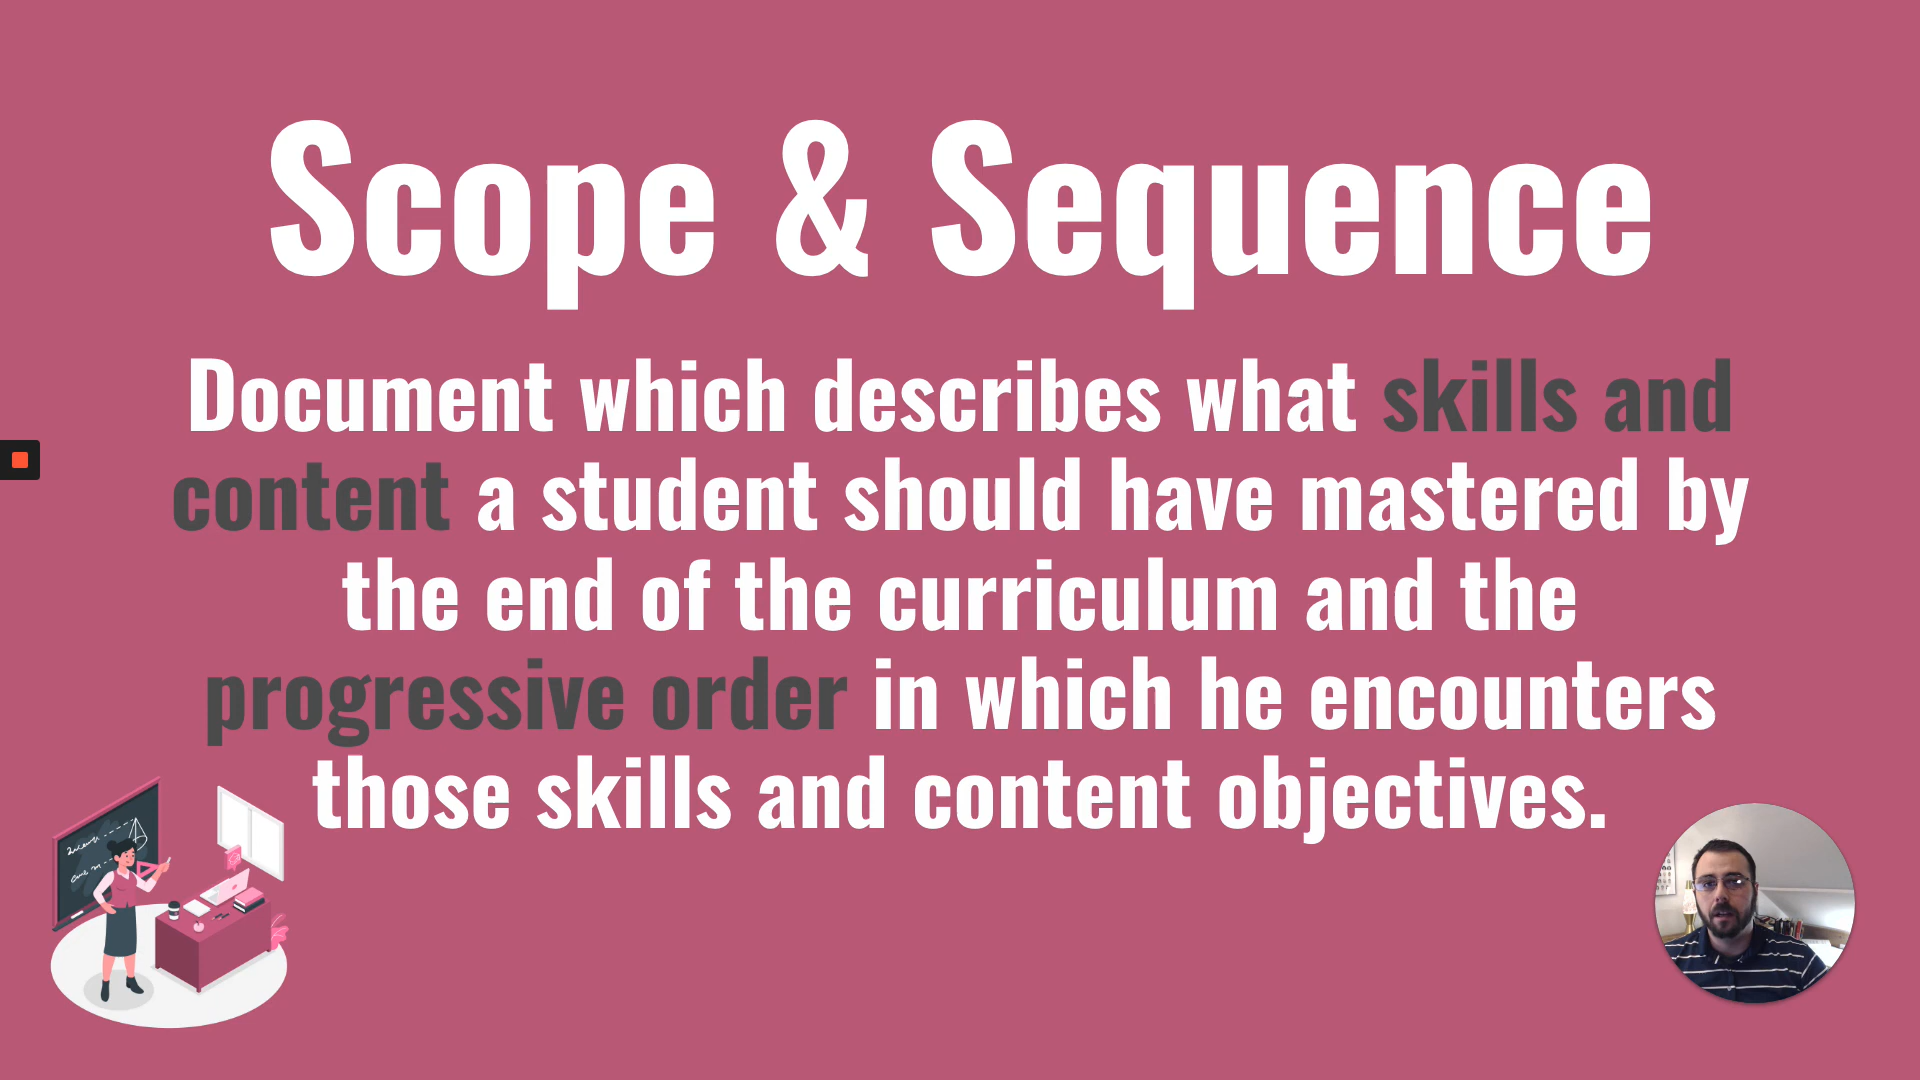 Scope & Sequence
Document which describes what skills and
content a student should have mastered by
the end of the curriculum and the
progressive order in which he encounters
those skills and content objectives.